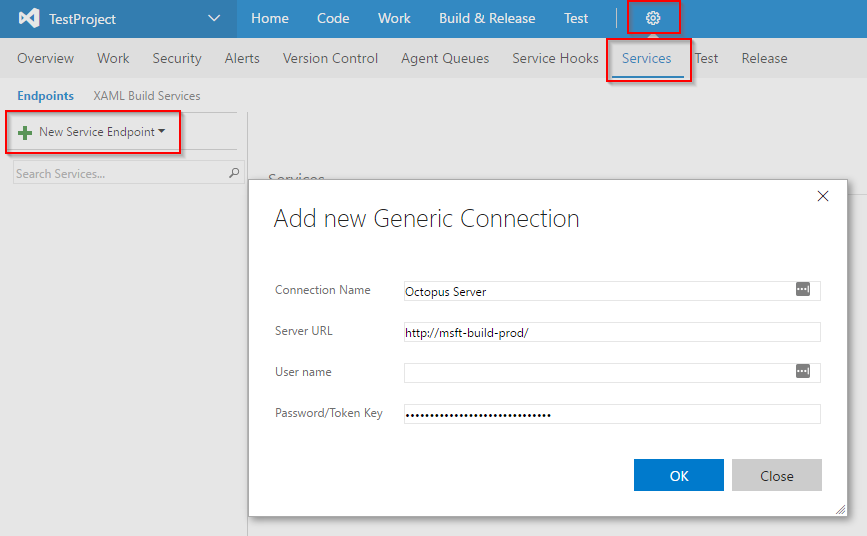 TestProject Home Code Work Build & Release Test
Overview Work Security Alerts Version Control Agent Queues Service Hooks Services Test Release
Endpoints XAML Build Services
New Service Endpoint
Search Services...
Services
Add new Generic Connection
Connection Name Octopus Server
Server URL http://msft-build-prod/
User name
Password/Token Key ••••••••••••••••••••••••••••••
OK Close